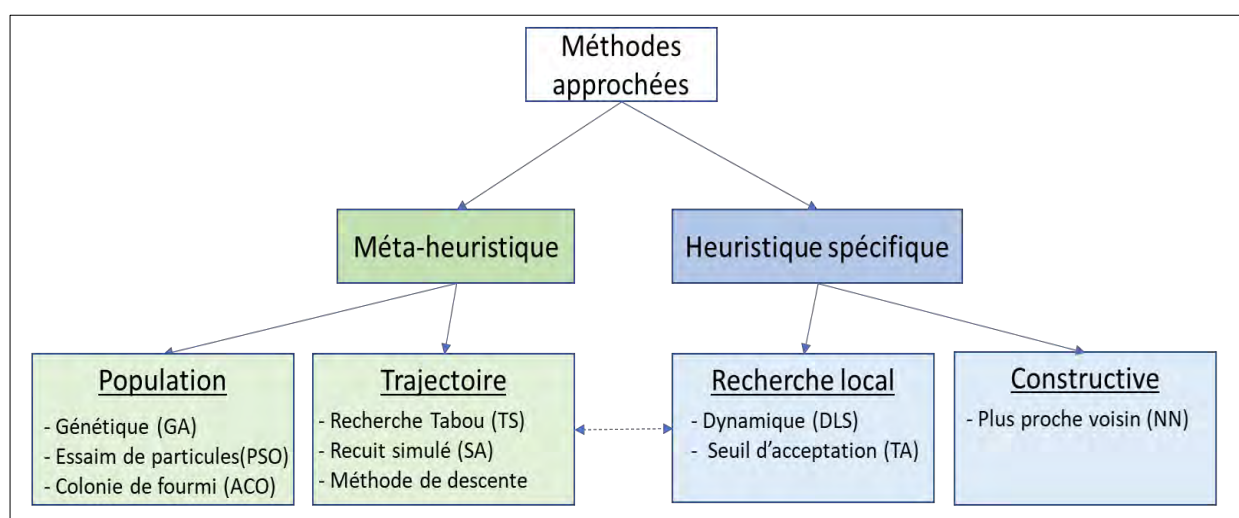 Méthodes
approchées
Méta-heuristique
Heuristique spécifique
Population
- Génétique (GA)
- Essaim de particules(PSO)
- Colonie de fourmi (ACO)
Trajectoire
- Recherche Tabou (TS)
- Recuit simulé (SA)
- Méthode de descente
Recherche local
- Dynamique (DLS)
- Seuil d'acceptation (TA)
Constructive
- Plus proche voisin (NN)